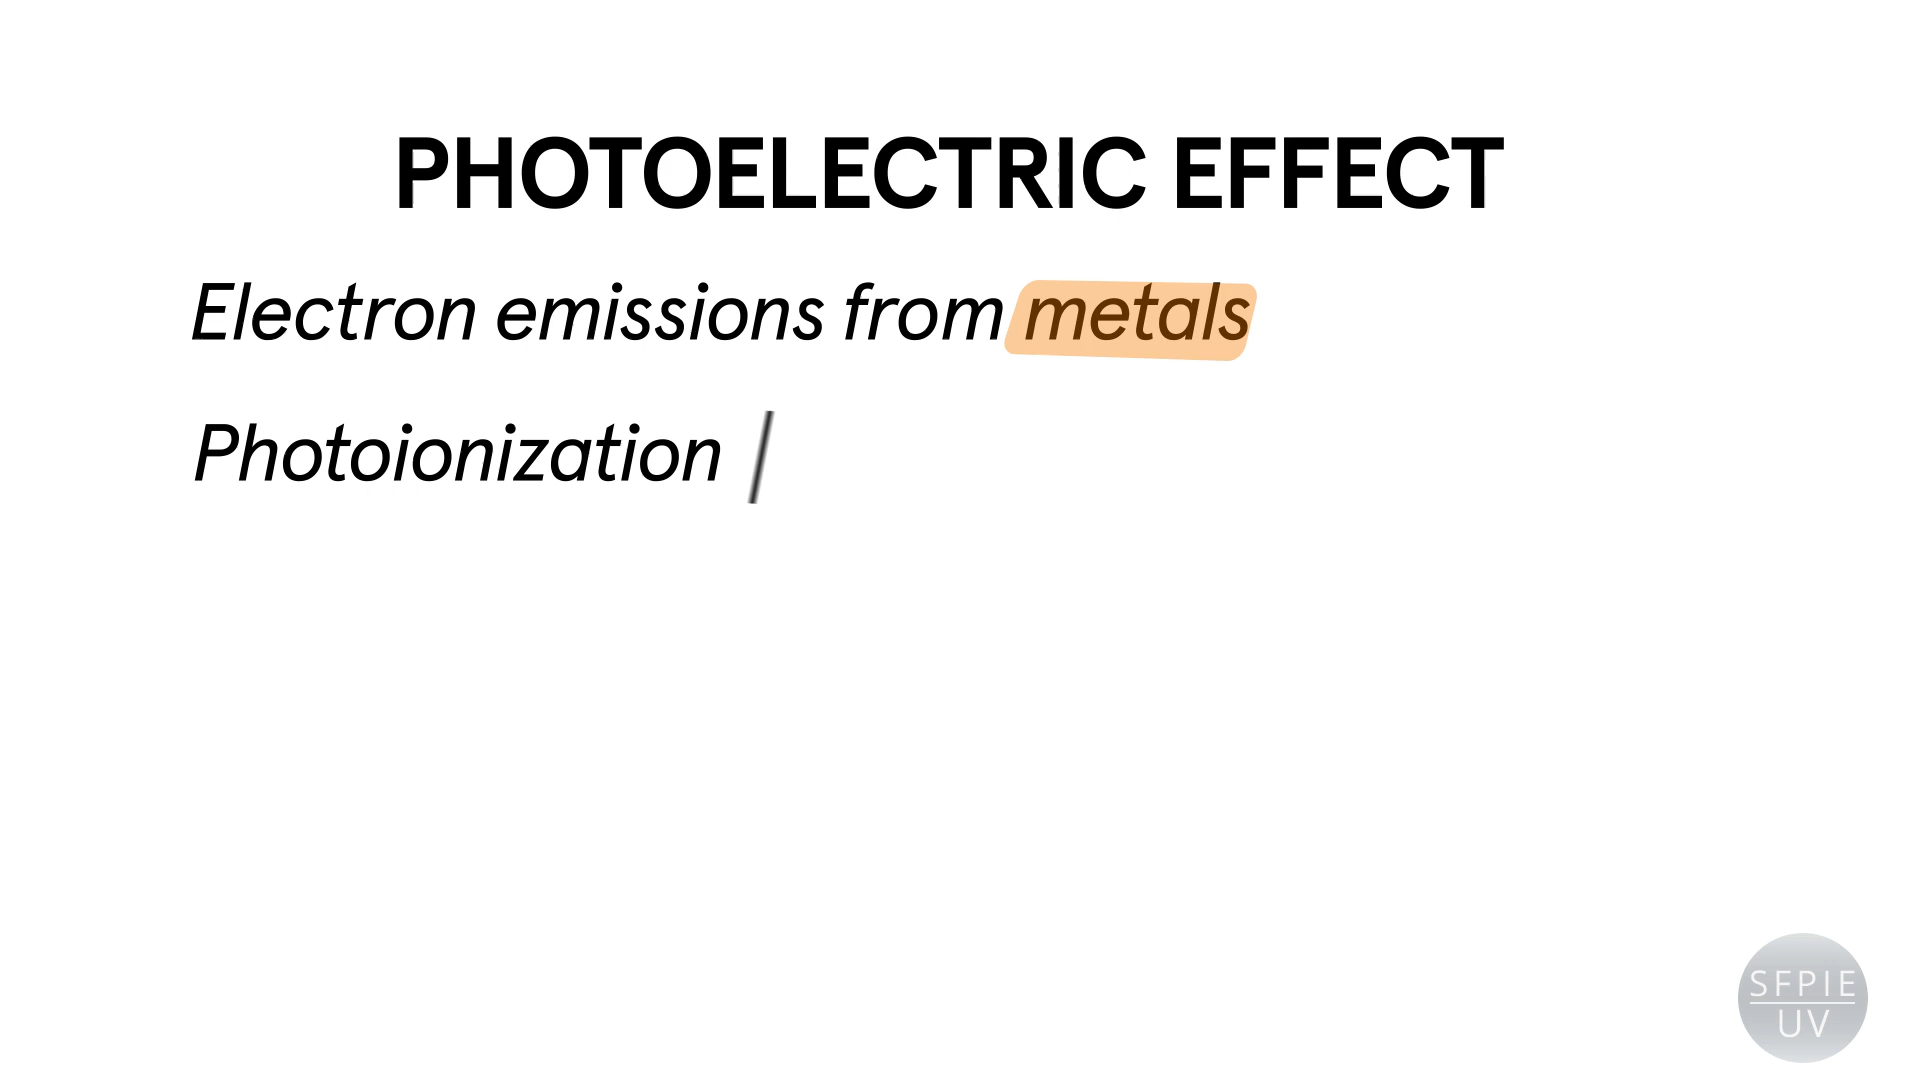 PHOTOELECTRIC EFFECT
Electron emissions from metals
Photoionization
SFPIE
UV